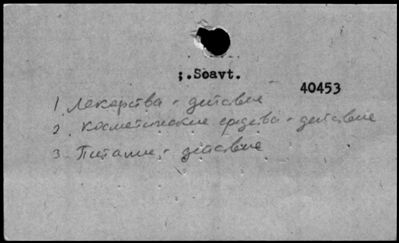 ;.Soavt.
40453
1 Лекарства - действие
2. Косметические средства - действие
3. Питание - действие